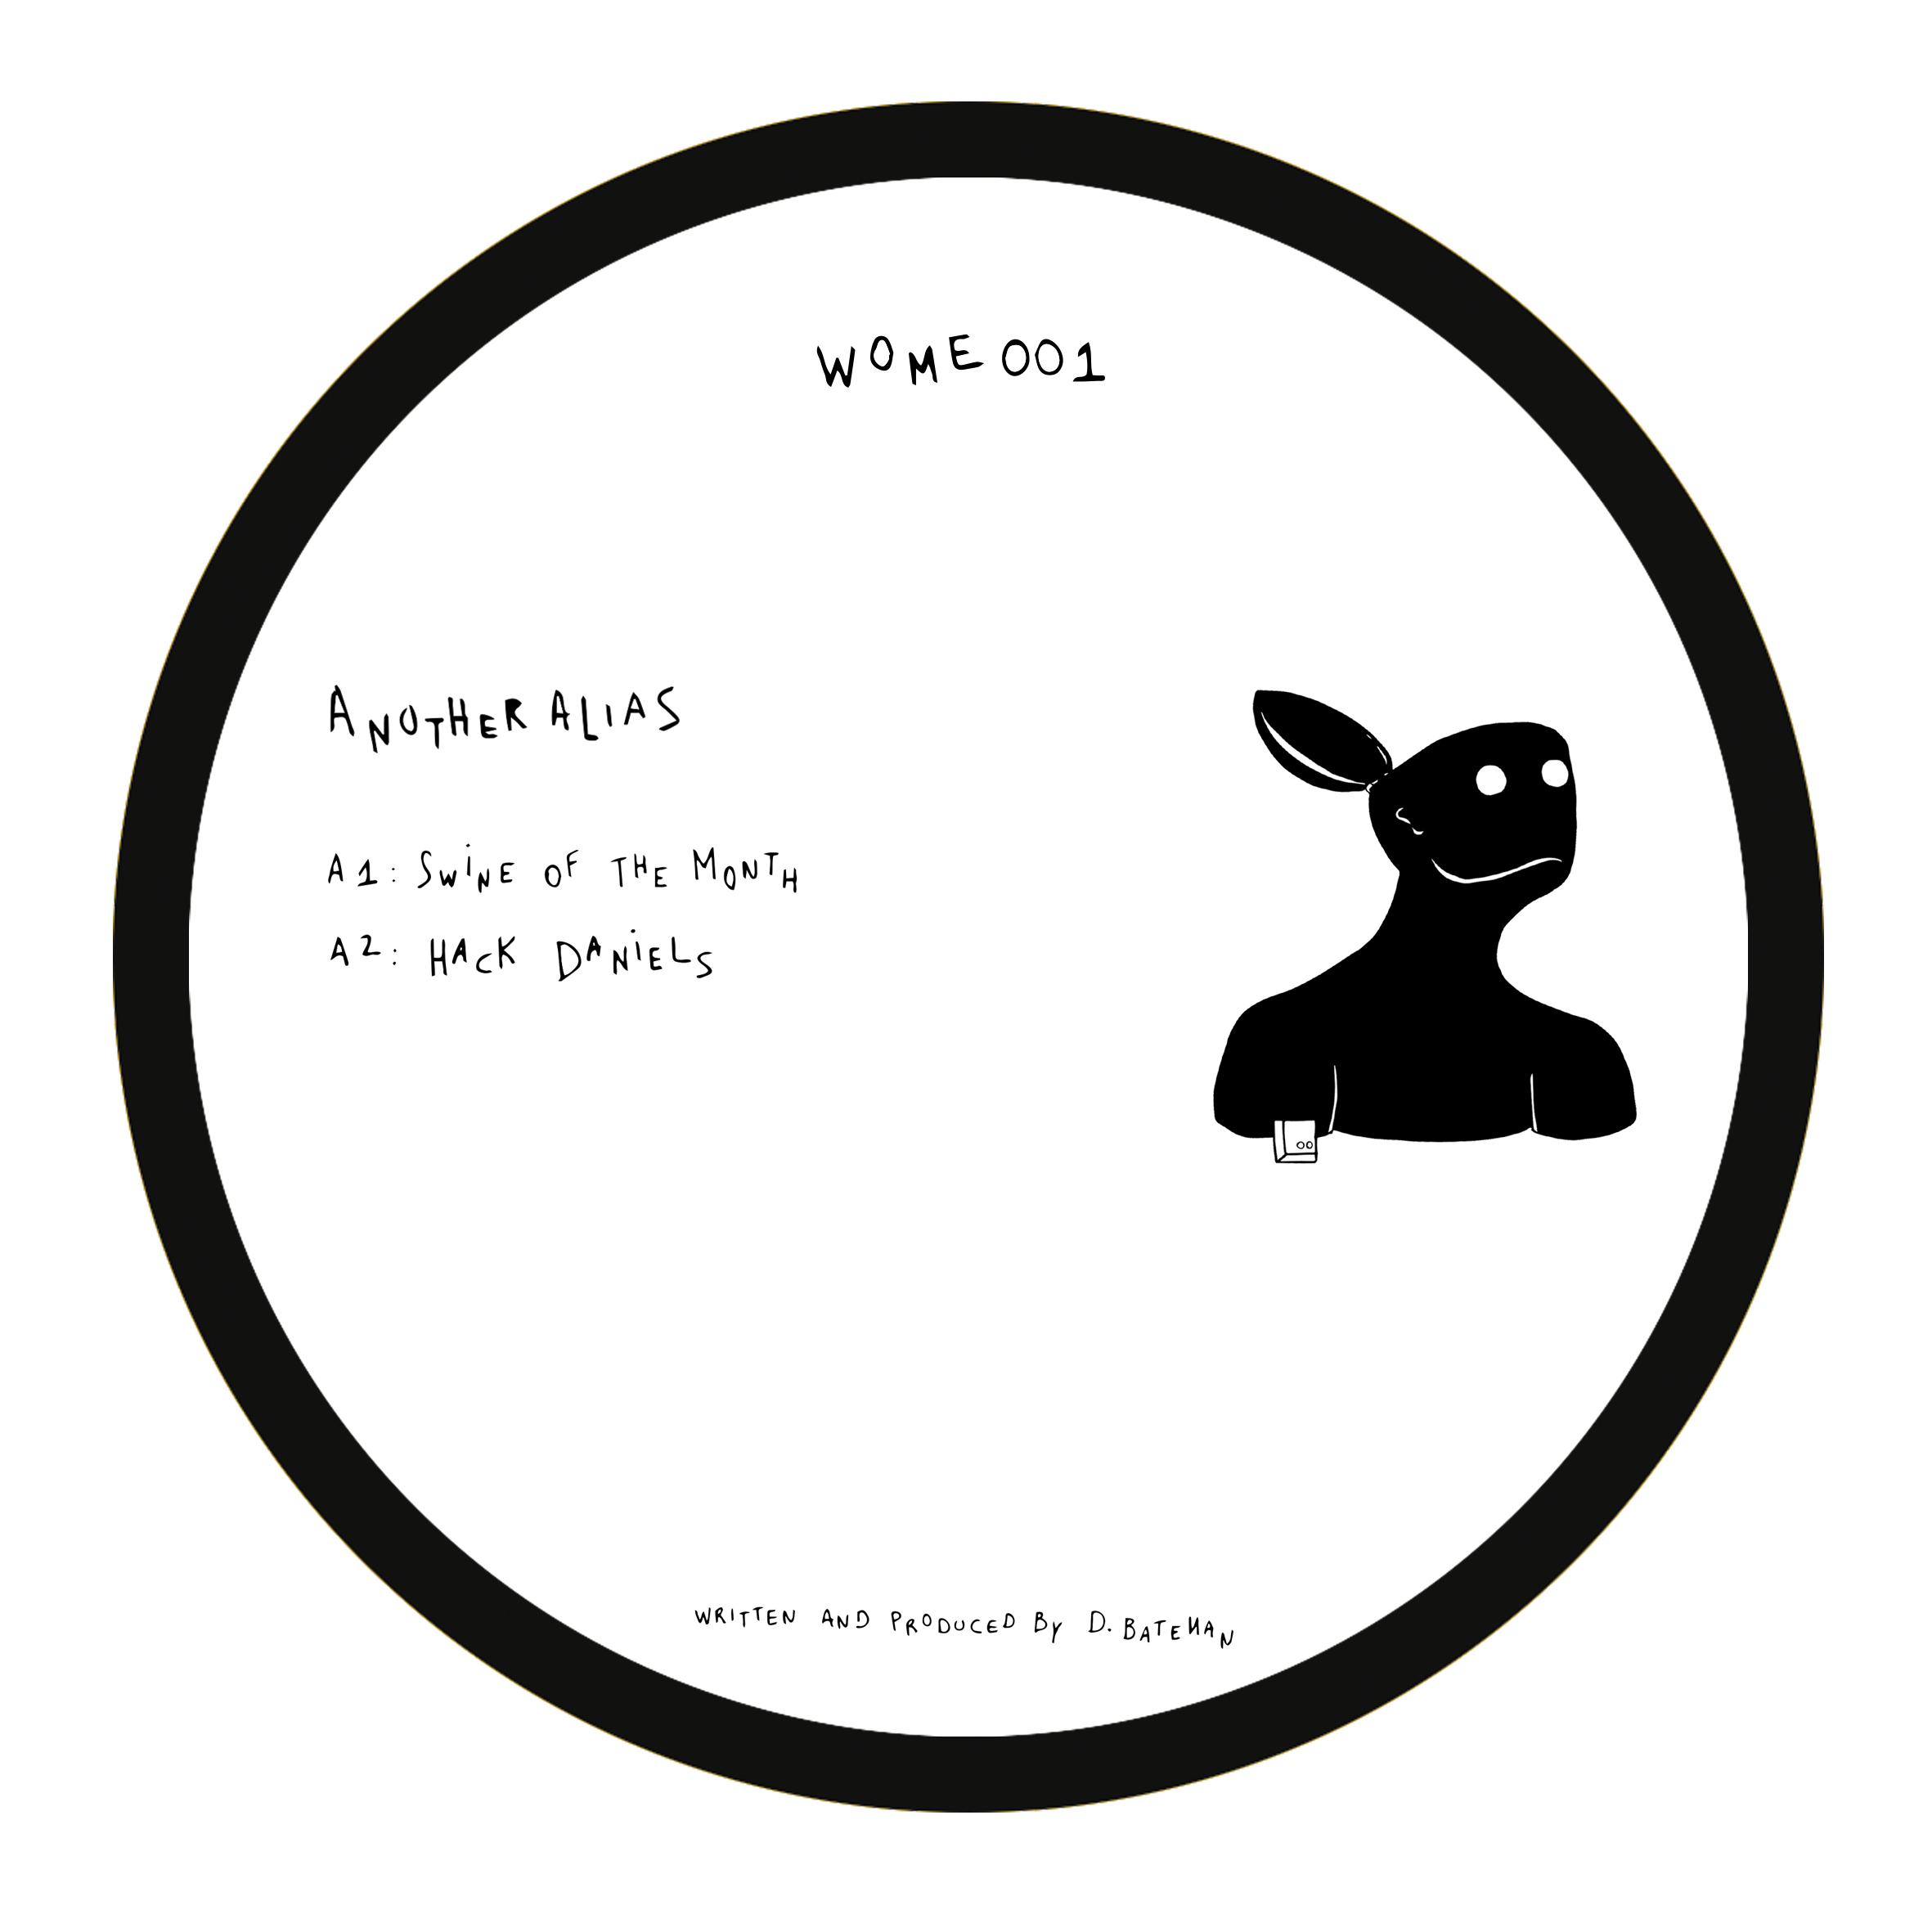 WOME001
ANOTHER ALIAS
A1: SWiNE OF THE MONTH
A2: HACK DANiELS
WRITTEN AND PRODUCED By D. BATEMAN